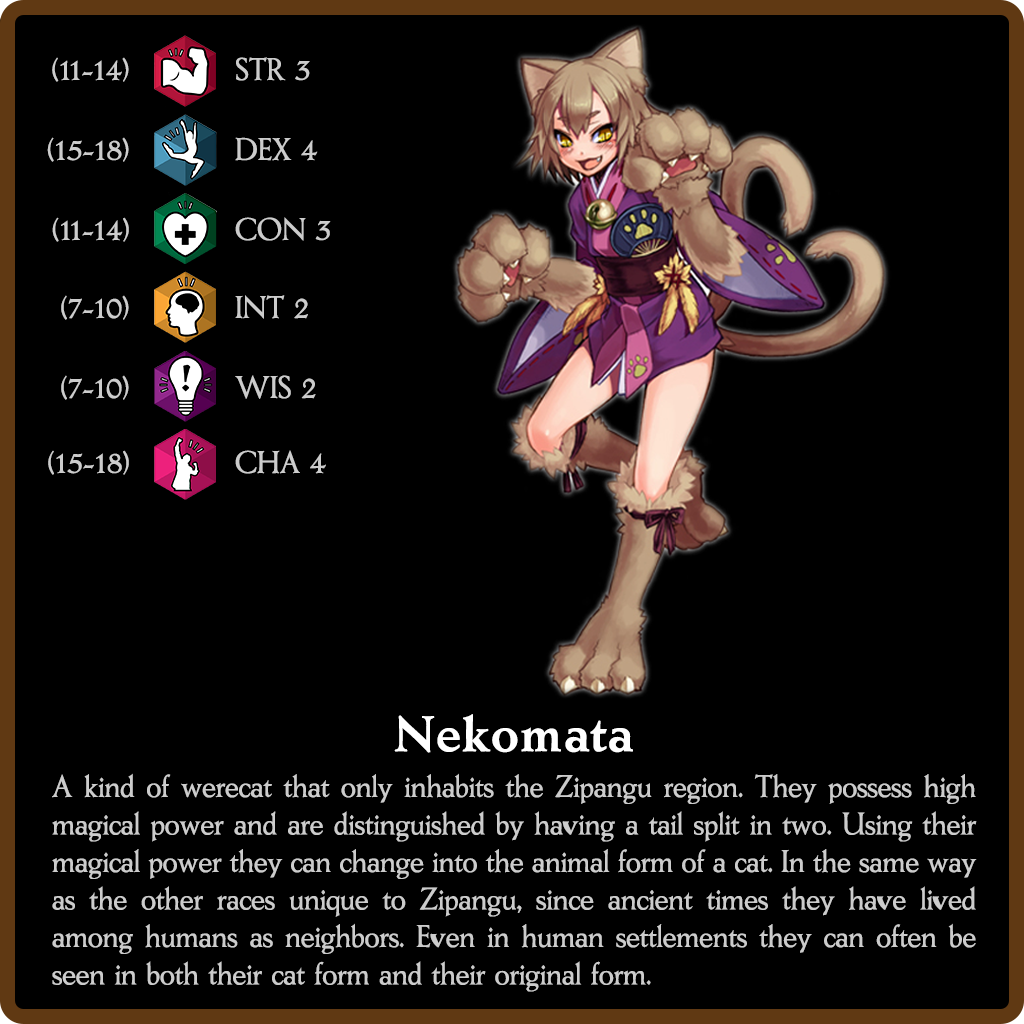 (11-14) STR 3
(15-18) DEX 4
(11-14) CON 3
(7-10) INT 2
(7-10) WIS 2
(15-18) CHA 4
Nekomata
A kind of werecat that only inhabits the Zipangu region. They possess high
magical power and are distinguished by having a tail split in two. Using their
magical power they can change into the animal form of a cat. In the same way
as the other races unique to Zipangu, since ancient times they have lived
among humans as neighbors. Even in human settlements they can often be
seen in both their cat form and their original form.